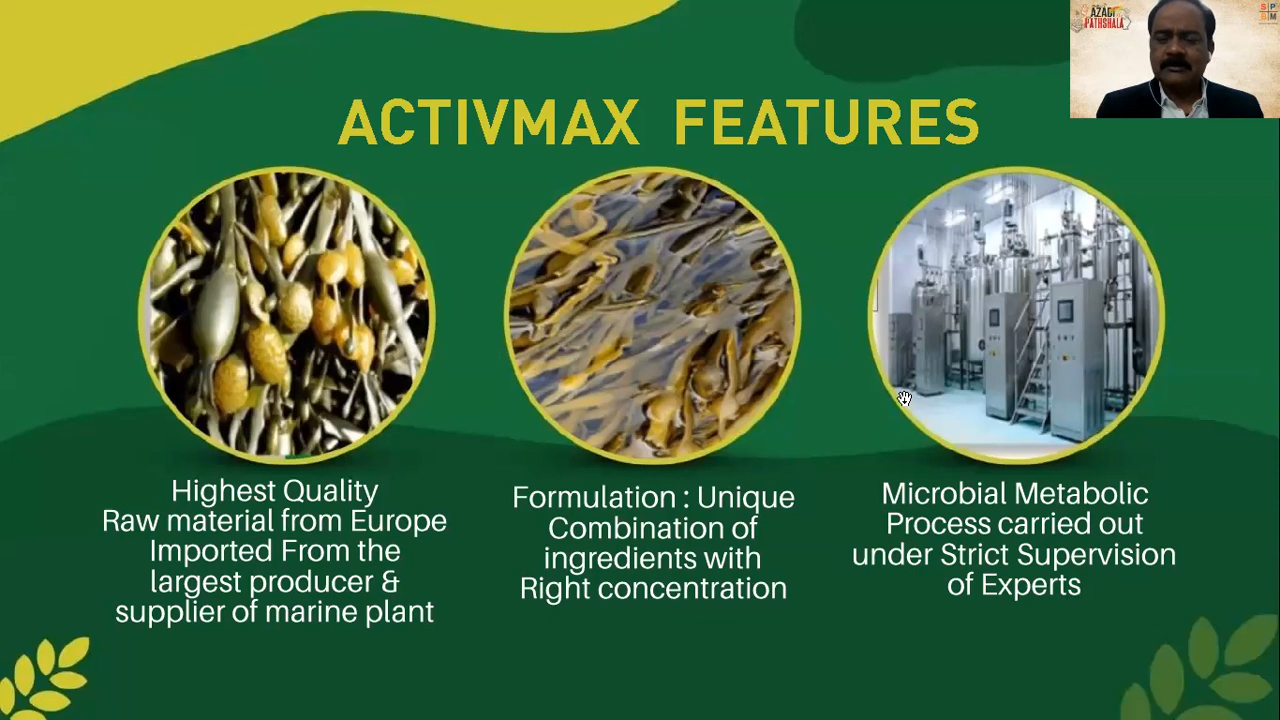 AZADI
PATHSHALA
S P
B M
ACTIVMAX FEATURES
Highest Quality
Raw material from Europe
Imported From the
largest producer &
supplier of marine plant
Formulation : Unique
Combination of
ingredients with
Right concentration
Microbial Metabolic
Process carried out
under Strict Supervision
of Experts